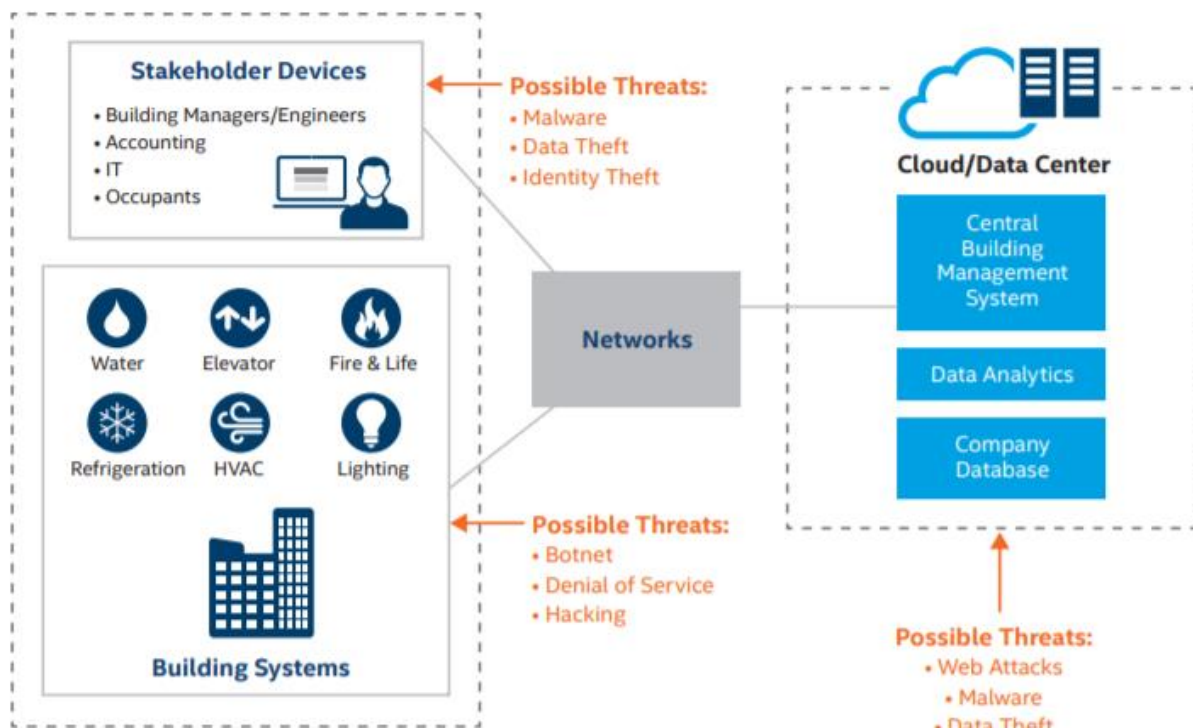 Stakeholder Devices
• Building Managers/Engineers
• Accounting
• IT
• Occupants
Possible Threats:
• Malware
• Data Theft
• Identity Theft
Water
Elevator
Fire & Life
Refrigeration
HVAC
Lighting
Building Systems
Networks
Possible Threats:
• Botnet
• Denial of Service
• Hacking
Cloud/Data Center
Central
Building
Management
System
Data Analytics
Company
Database
Possible Threats:
• Web Attacks
• Malware
• Data Theft